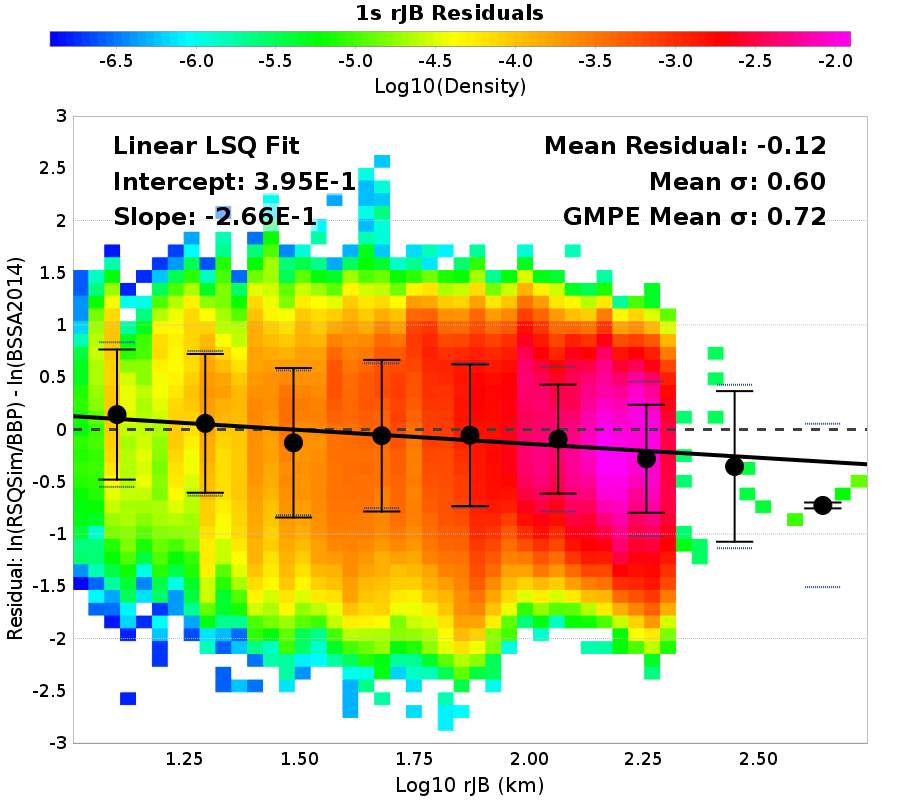 1s rJB Residuals
-6.5 -6.0 -5.5 -5.0 -4.5 -4.0 -3.5 -3.0 -2.5 -2.0
Log10(Density)
Linear LSQ Fit
Intercept: 3.95E-1
Slope: -2.66E-1
Mean Residual: -0.12
Mean σ: 0.60
GMPE Mean σ: 0.72
Residual: ln(RSQSim/BBP) - ln(BSSA2014)
3
2.5
2
1.5
1
0.5
0
-0.5
-1
-1.5
-2
-2.5
-3
1.25 1.50 1.75 2.00 2.25 2.50
Log10 rJB (km)